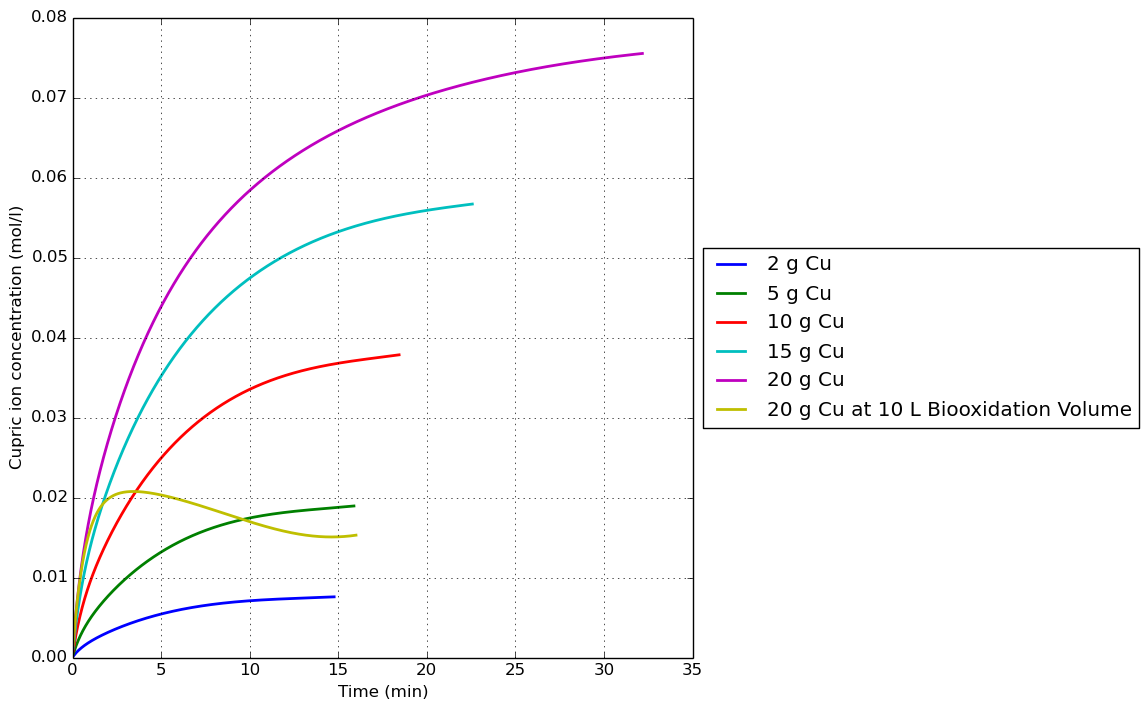 0.08
0.07
0.06
0.05
0.04
0.03
0.02
0.01
0.00
Cupric ion concentration (mol/l)
0 5 10 15 20 25 30 35
Time (min)
2 g Cu
5 g Cu
10 g Cu
15 g Cu
20 g Cu
20 g Cu at 10 L Biooxidation Volume